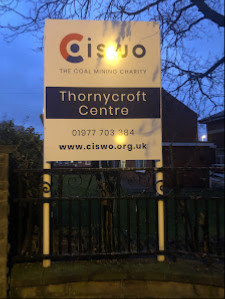 ciswo
THE COAL MINING CHARITY
Thornycroft
Centre
01977 703 384
www.ciswo.org.uk